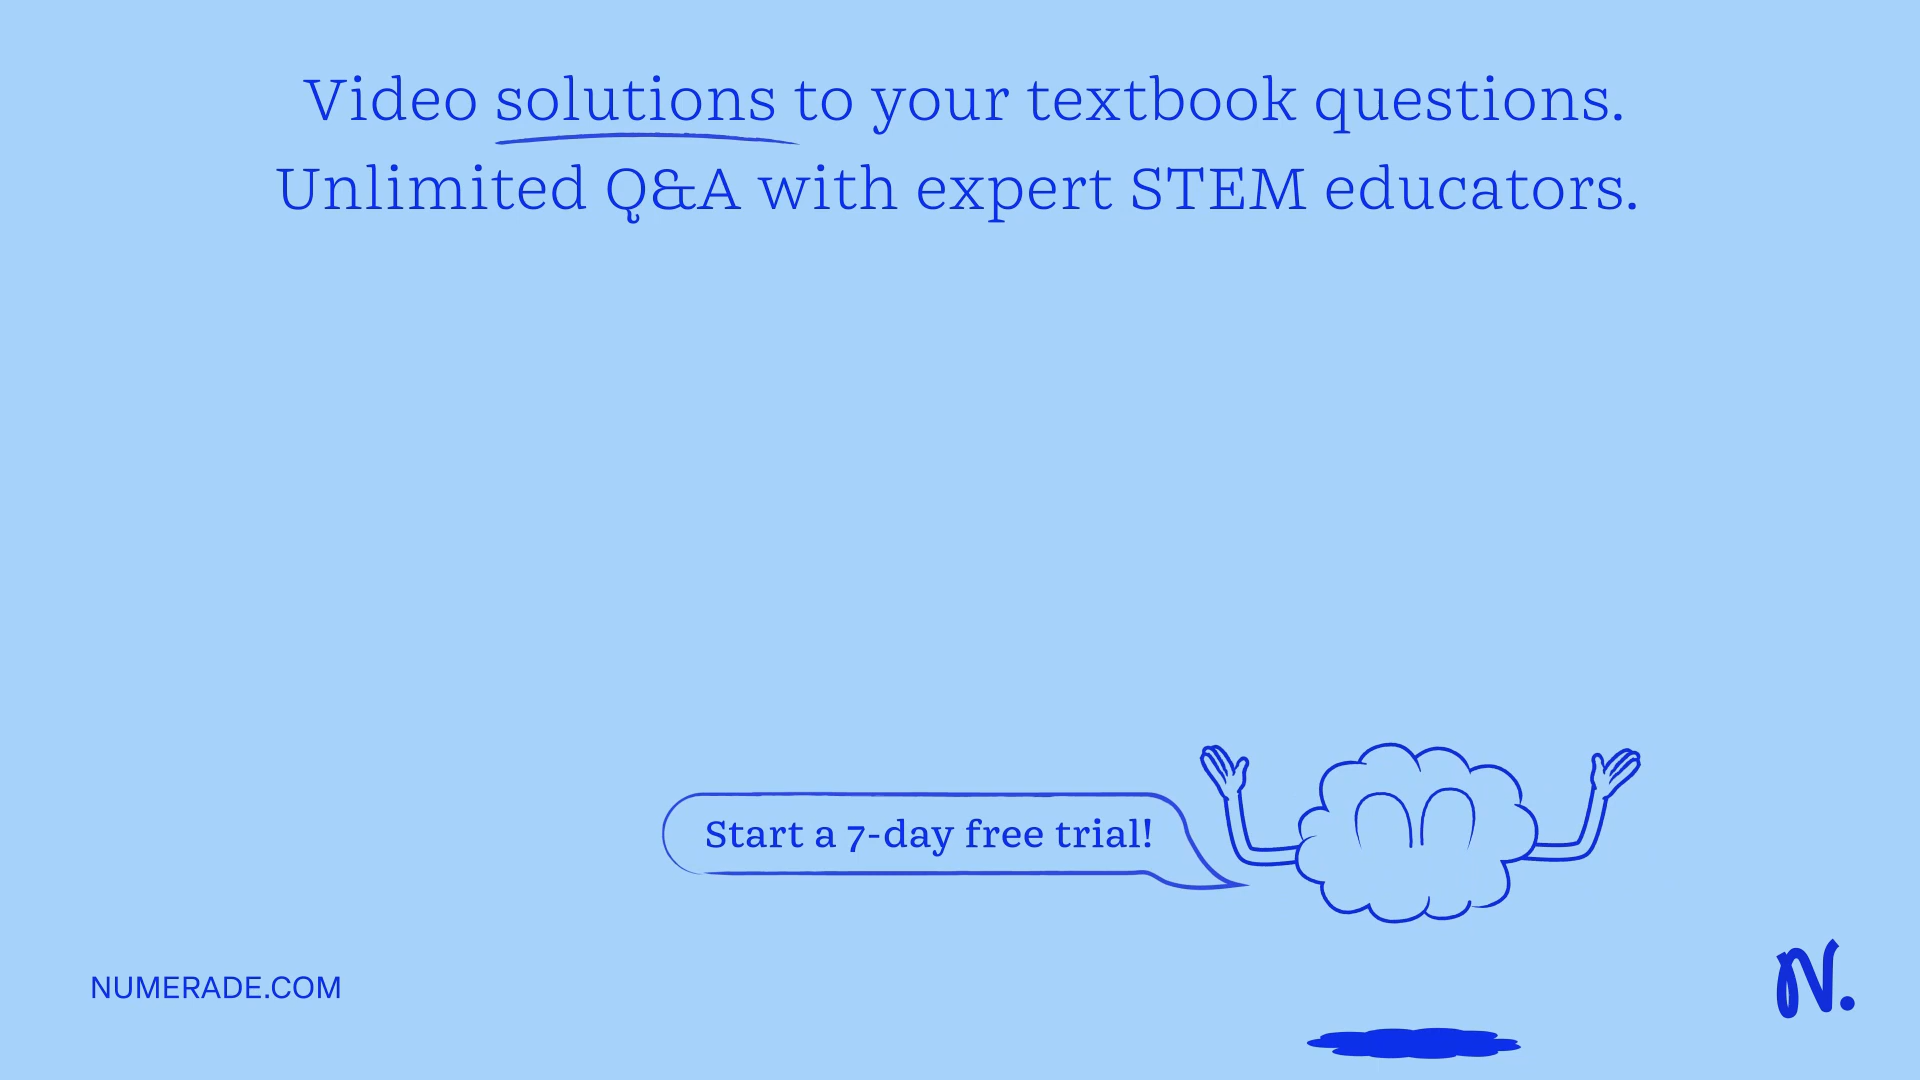 Video solutions to your textbook questions.
Unlimited Q&A with expert STEM educators.
Start a 7-day free trial!
NUMERADE.COM
N.